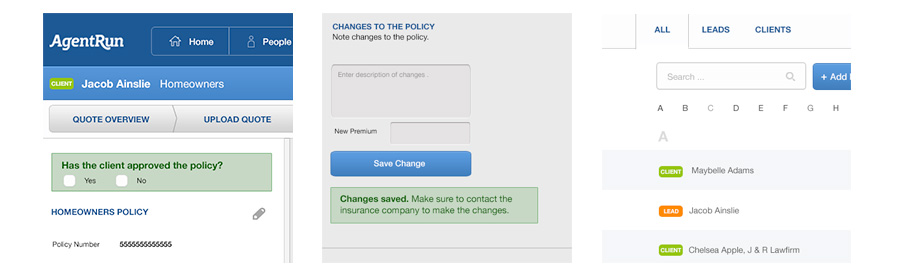 AgentRun
Home
People
CLIENT Jacob Ainslie Homeowners
QUOTE OVERVIEW
UPLOAD QUOTE
Has the client approved the policy?
Yes
No
HOMEOWNERS POLICY
Policy Number 5555555555555
CHANGES TO THE POLICY
Note changes to the policy.
Enter description of changes .
New Premium
Save Change
Changes saved. Make sure to contact the
insurance company to make the changes.
ALL LEADS CLIENTS
Search ...
+ Add
A B C D E F G H
A
CLIENT Maybelle Adams
LEAD Jacob Ainslie
CLIENT Chelsea Apple, J & R Lawfirm